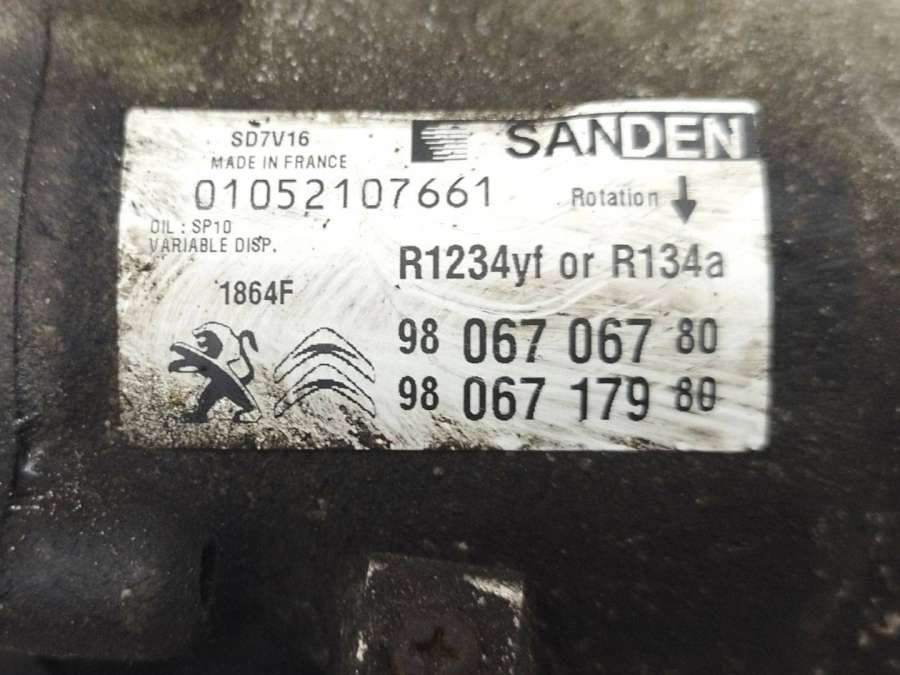 SD7V16
MADE IN FRANCE
SANDEN
01052107661
Rotation ↓
OIL : SP10
VARIABLE DISP.
R1234yf or R134a
1864F
98 067 067 80
98 067 179 80